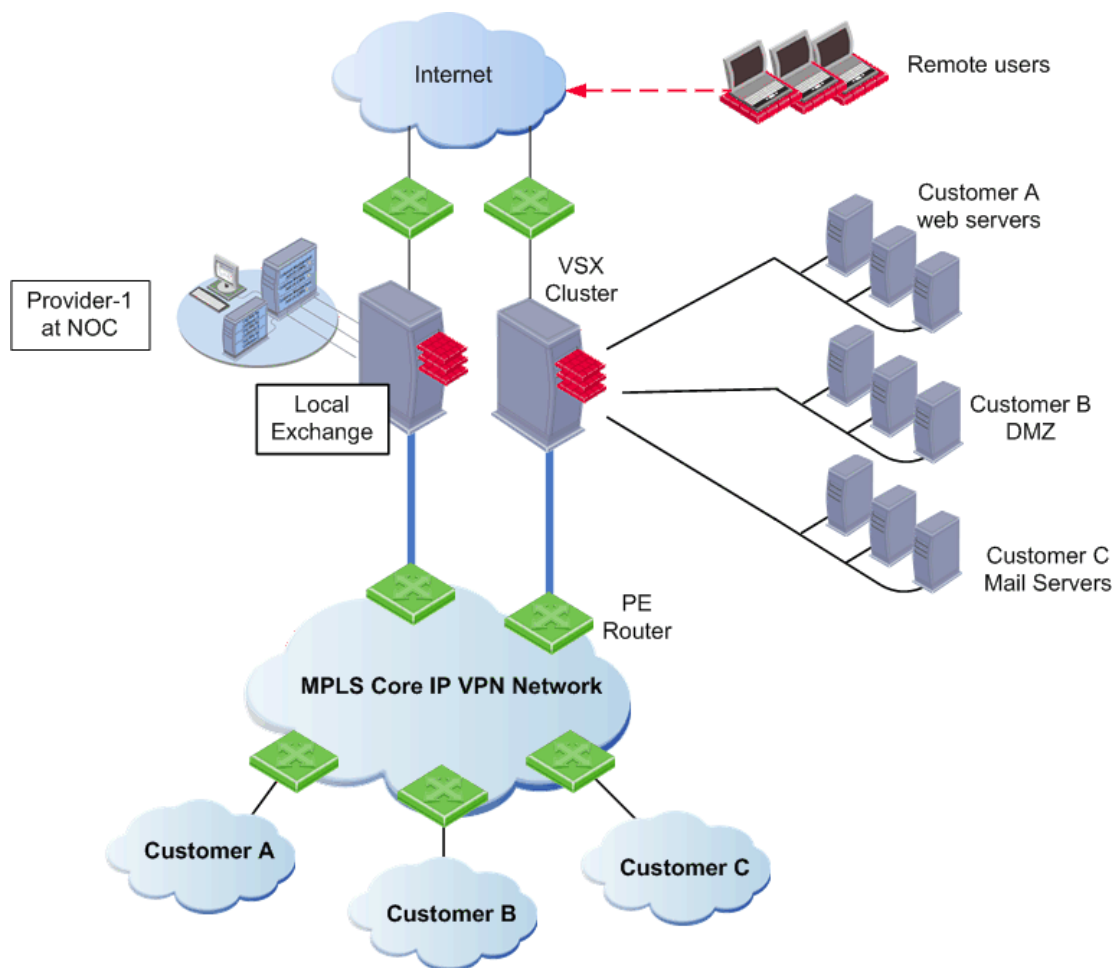 Internet
Remote users
Customer A
web servers
VSX
Cluster
Provider-1
at NOC
Local
Exchange
Customer B
DMZ
Customer C
Mail Servers
PE
Router
MPLS Core IP VPN Network
Customer A
Customer B
Customer C